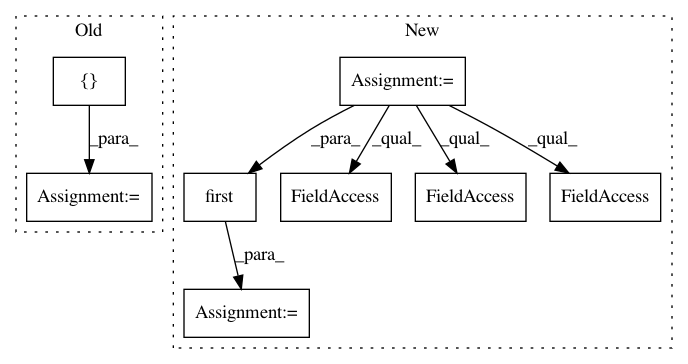 Old
New
{}
Assignment:=
_para_
_para_
_qual_
_qual_
_qual_
Assignment:=
first
FieldAccess
FieldAccess
FieldAccess
_para_
Assignment:=